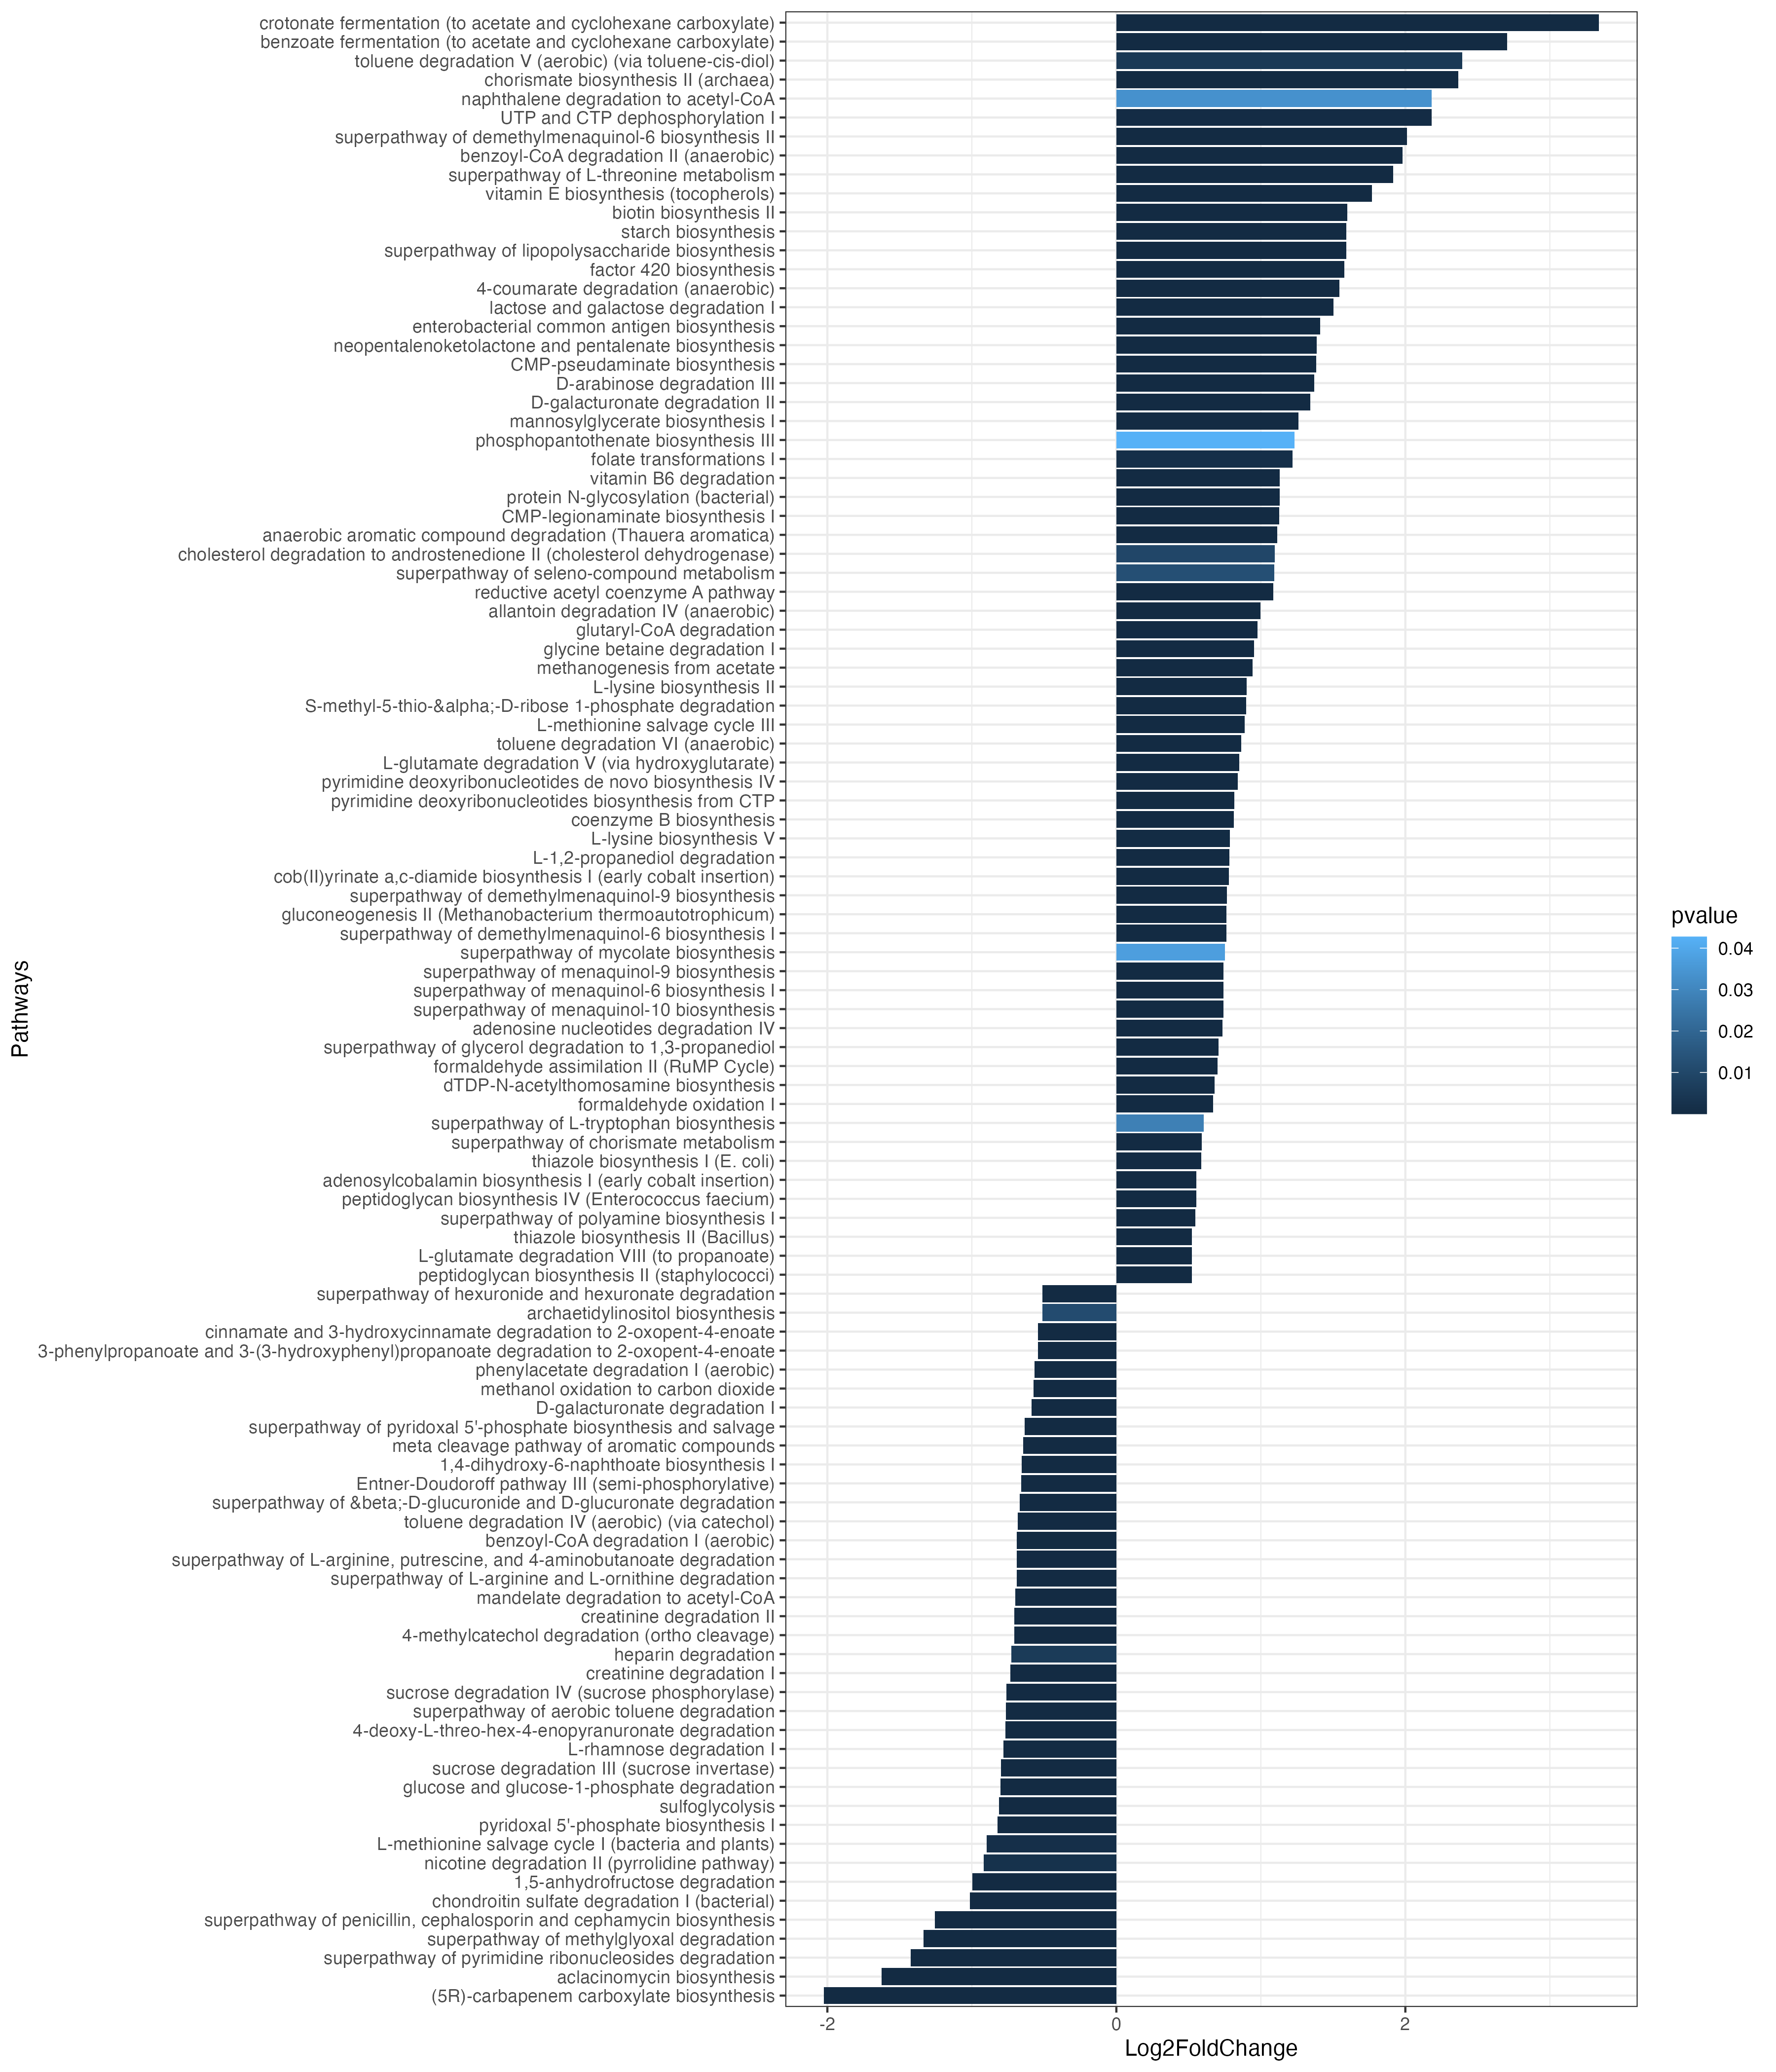 crotonate fermentation (to acetate and cyclohexane carboxylate)
benzoate fermentation (to acetate and cyclohexane carboxylate)
toluene degradation V (aerobic) (via toluene-cis-diol)
chorismate biosynthesis II (archaea)
naphthalene degradation to acetyl-CoA
UTP and CTP dephosphorylation I
superpathway of demethylmenaquinol-6 biosynthesis II
benzoyl-CoA degradation II (anaerobic)
superpathway of L-threonine metabolism
vitamin E biosynthesis (tocopherols)
biotin biosynthesis II
starch biosynthesis
superpathway of lipopolysaccharide biosynthesis
factor 420 biosynthesis
4-coumarate degradation (anaerobic)
lactose and galactose degradation I
enterobacterial common antigen biosynthesis
neopentalenoketolactone and pentalenate biosynthesis
CMP-pseudaminate biosynthesis
D-arabinose degradation III
D-galacturonate degradation II
mannosylglycerate biosynthesis I
phosphopantothenate biosynthesis III
folate transformations I
vitamin B6 degradation
protein N-glycosylation (bacterial)
CMP-legionaminate biosynthesis I
anaerobic aromatic compound degradation (Thauera aromatica)
cholesterol degradation to androstenedione II (cholesterol dehydrogenase)
superpathway of seleno-compound metabolism
reductive acetyl coenzyme A pathway
allantoin degradation IV (anaerobic)
glutaryl-CoA degradation
glycine betaine degradation I
methanogenesis from acetate
L-lysine biosynthesis II
S-methyl-5-thio-&alpha;-D-ribose 1-phosphate degradation
L-methionine salvage cycle III
toluene degradation VI (anaerobic)
L-glutamate degradation V (via hydroxyglutarate)
pyrimidine deoxyribonucleotides de novo biosynthesis IV
pyrimidine deoxyribonucleotides biosynthesis from CTP
coenzyme B biosynthesis
L-lysine biosynthesis V
L-1,2-propanediol degradation
cob(II)yrinate a,c-diamide biosynthesis I (early cobalt insertion)
superpathway of demethylmenaquinol-9 biosynthesis
gluconeogenesis II (Methanobacterium thermoautotrophicum)
superpathway of demethylmenaquinol-6 biosynthesis I
superpathway of mycolate biosynthesis
superpathway of menaquinol-9 biosynthesis
superpathway of menaquinol-6 biosynthesis I
superpathway of menaquinol-10 biosynthesis
adenosine nucleotides degradation IV
superpathway of glycerol degradation to 1,3-propanediol
formaldehyde assimilation II (RuMP Cycle)
dTDP-N-acetylthomosamine biosynthesis
formaldehyde oxidation I
superpathway of L-tryptophan biosynthesis
superpathway of chorismate metabolism
thiazole biosynthesis I (E. coli)
adenosylcobalamin biosynthesis I (early cobalt insertion)
peptidoglycan biosynthesis IV (Enterococcus faecium)
superpathway of polyamine biosynthesis I
thiazole biosynthesis II (Bacillus)
L-glutamate degradation VIII (to propanoate)
peptidoglycan biosynthesis II (staphylococci)
superpathway of hexuronide and hexuronate degradation
archaetidylinositol biosynthesis
cinnamate and 3-hydroxycinnamate degradation to 2-oxopent-4-enoate
3-phenylpropanoate and 3-(3-hydroxyphenyl)propanoate degradation to 2-oxopent-4-enoate
phenylacetate degradation I (aerobic)
methanol oxidation to carbon dioxide
D-galacturonate degradation I
superpathway of pyridoxal 5'-phosphate biosynthesis and salvage
meta cleavage pathway of aromatic compounds
1,4-dihydroxy-6-naphthoate biosynthesis I
Entner-Doudoroff pathway III (semi-phosphorylative)
superpathway of &beta;-D-glucuronide and D-glucuronate degradation
toluene degradation IV (aerobic) (via catechol)
benzoyl-CoA degradation I (aerobic)
superpathway of L-arginine, putrescine, and 4-aminobutanoate degradation
superpathway of L-arginine and L-ornithine degradation
mandelate degradation to acetyl-CoA
creatinine degradation II
4-methylcatechol degradation (ortho cleavage)
heparin degradation
creatinine degradation I
sucrose degradation IV (sucrose phosphorylase)
superpathway of aerobic toluene degradation
4-deoxy-L-threo-hex-4-enopyranuronate degradation
L-rhamnose degradation I
sucrose degradation III (sucrose invertase)
glucose and glucose-1-phosphate degradation
sulfoglycolysis
pyridoxal 5'-phosphate biosynthesis I
L-methionine salvage cycle I (bacteria and plants)
nicotine degradation II (pyrrolidine pathway)
1,5-anhydrofructose degradation
chondroitin sulfate degradation I (bacterial)
superpathway of penicillin, cephalosporin and cephamycin biosynthesis
superpathway of methylglyoxal degradation
superpathway of pyrimidine ribonucleosides degradation
aclacinomycin biosynthesis
(5R)-carbapenem carboxylate biosynthesis
Pathways
-2 0 2
Log2FoldChange
pvalue
0.04
0.03
0.02
0.01